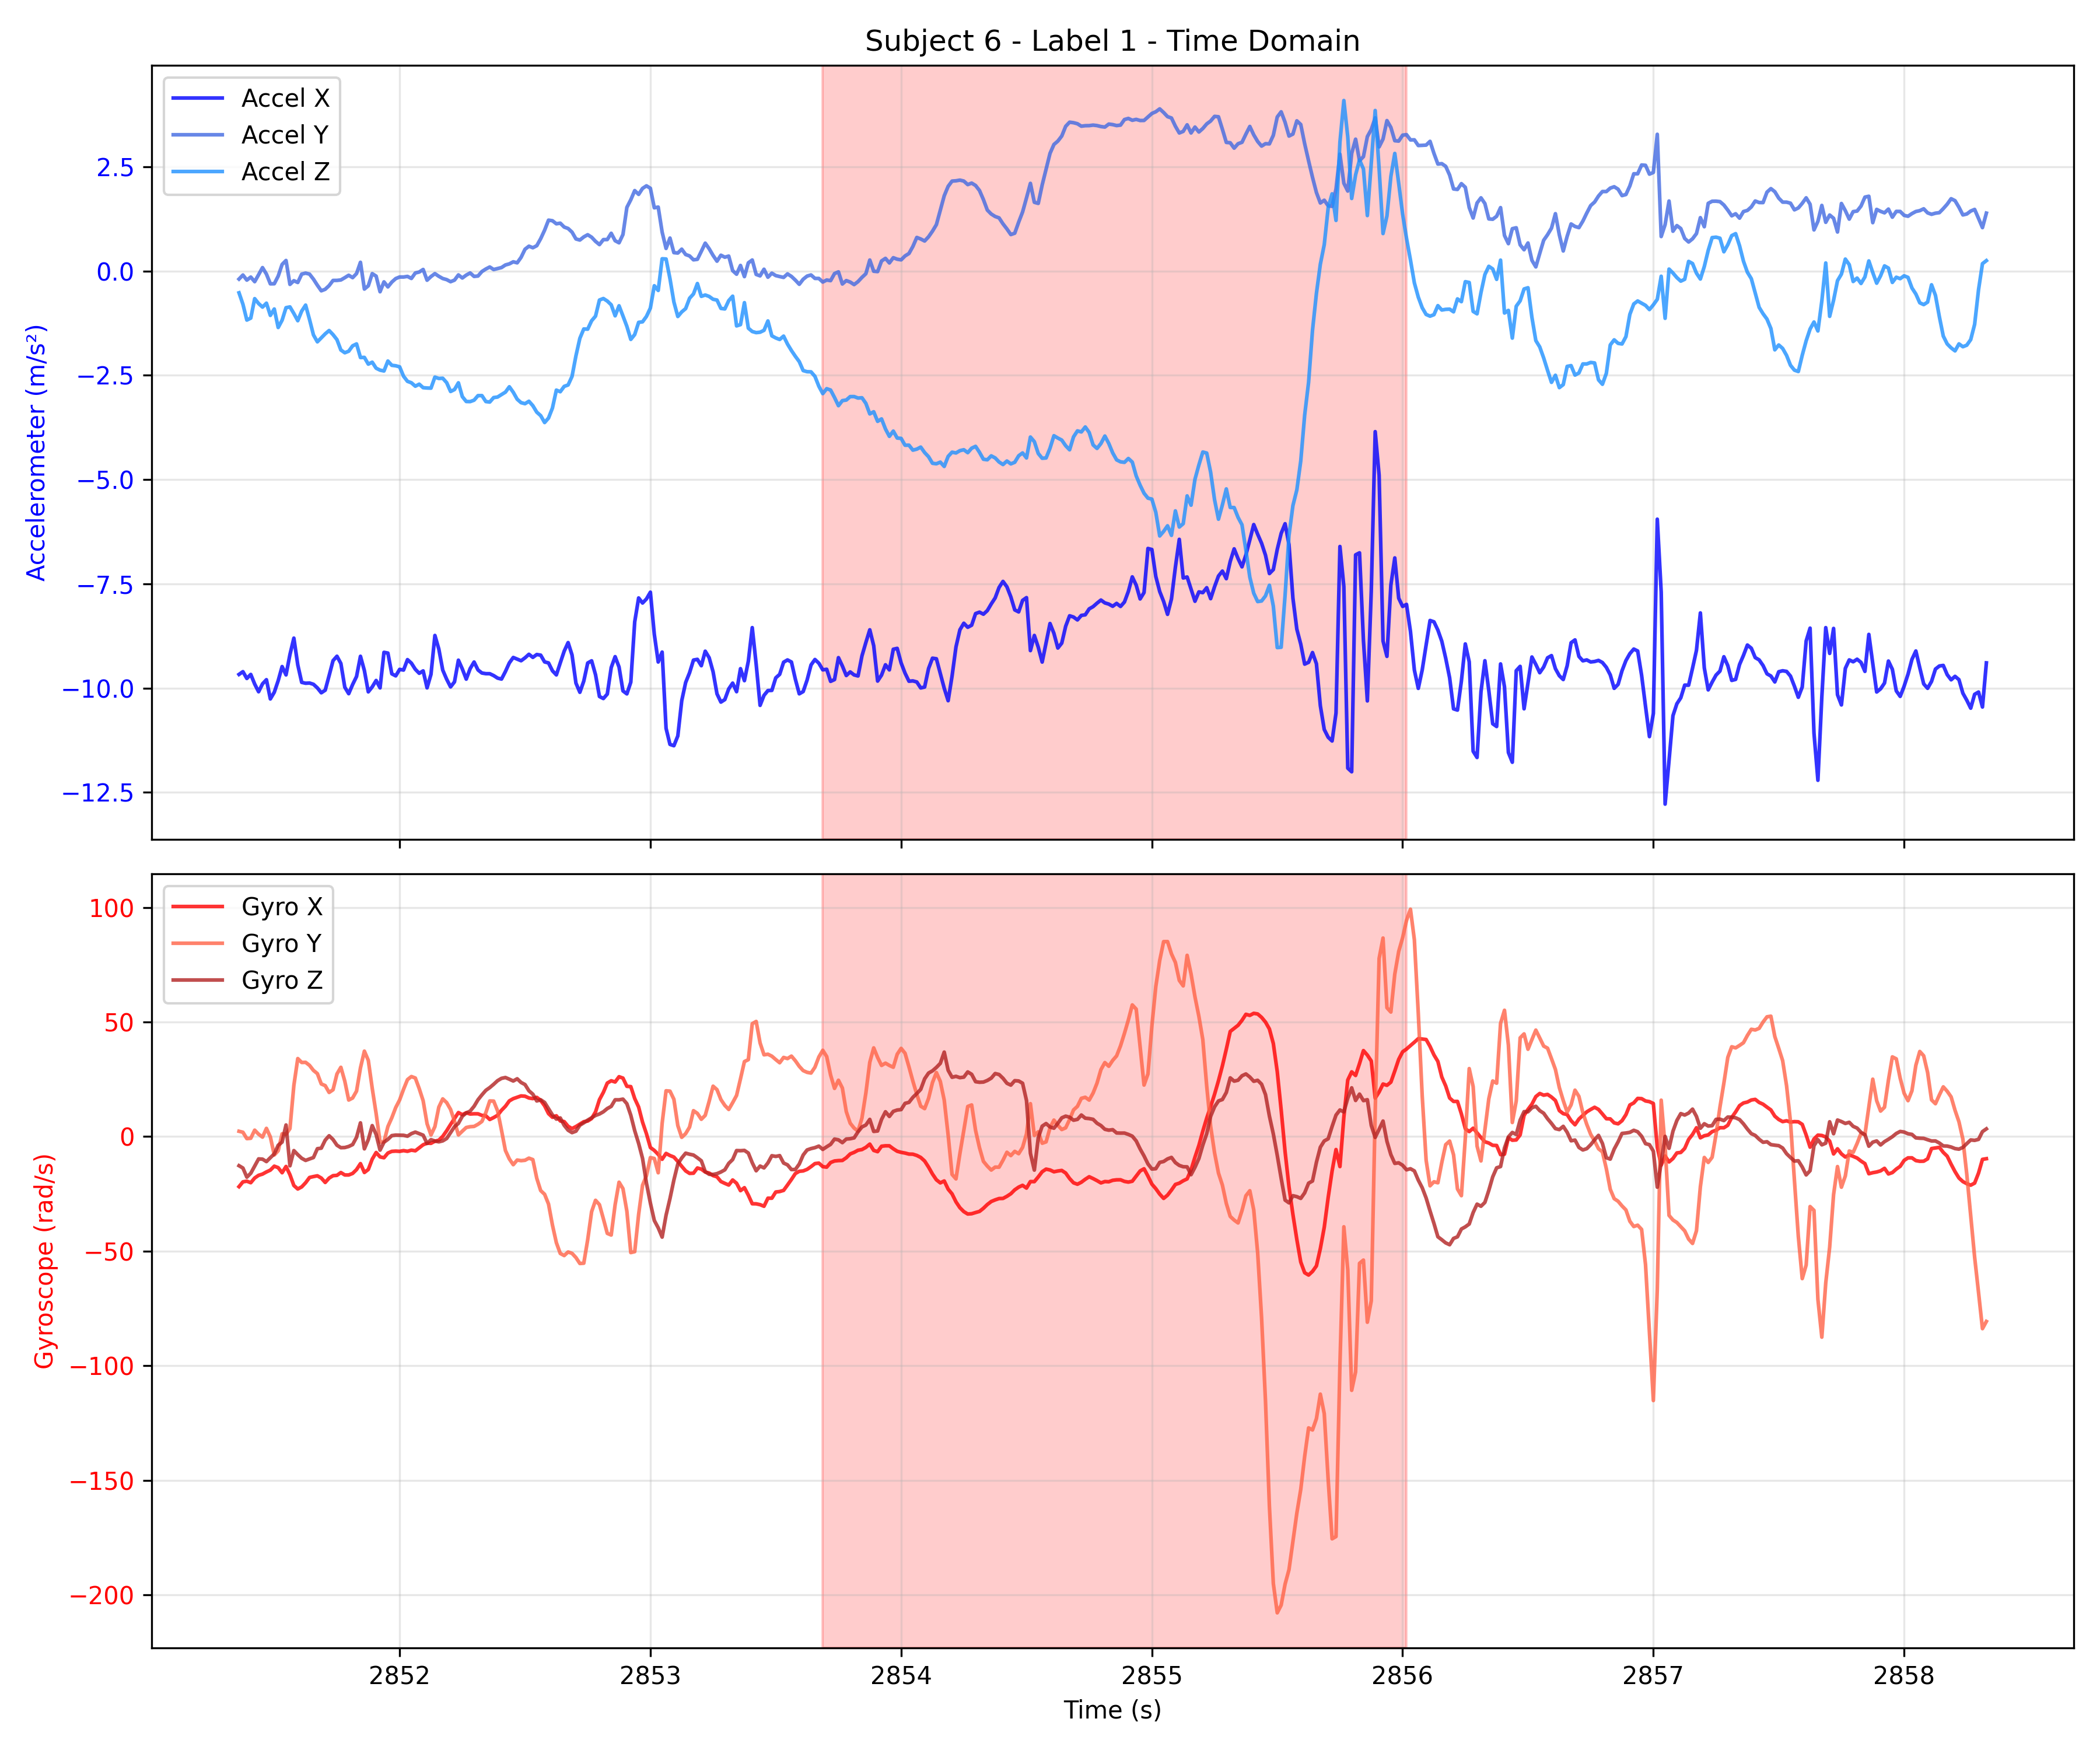 Subject 6 - Label 1 - Time Domain
Accel X
Accel Y
Accel Z
2.5
0.0
−2.5
−5.0
−7.5
−10.0
−12.5
Accelerometer (m/s²)
Gyro X
Gyro Y
Gyro Z
100
50
0
−50
−100
−150
−200
Gyroscope (rad/s)
2852 2853 2854 2855 2856 2857 2858
Time (s)